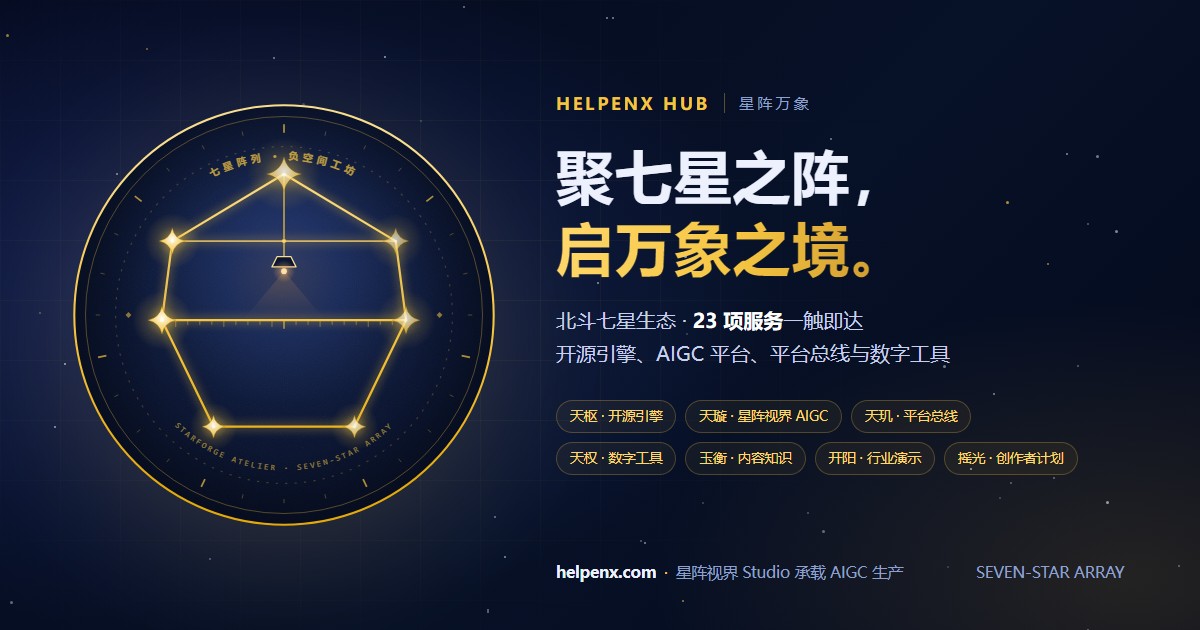 七星阵列 · 负空间工坊
STARFORGE ATELIER · SEVEN-STAR ARRAY
HELPENX HUB | 星阵万象
聚七星之阵，
启万象之境。
北斗七星生态 · 23 项服务一触即达
开源引擎、AIGC 平台、平台总线与数字工具
天枢 · 开源引擎
天璇 · 星阵视界 AIGC
天玑 · 平台总线
天权 · 数字工具
玉衡 · 内容知识
开阳 · 行业演示
摇光 · 创作者计划
helpenx.com · 星阵视界 Studio 承载 AIGC 生产
SEVEN-STAR ARRAY